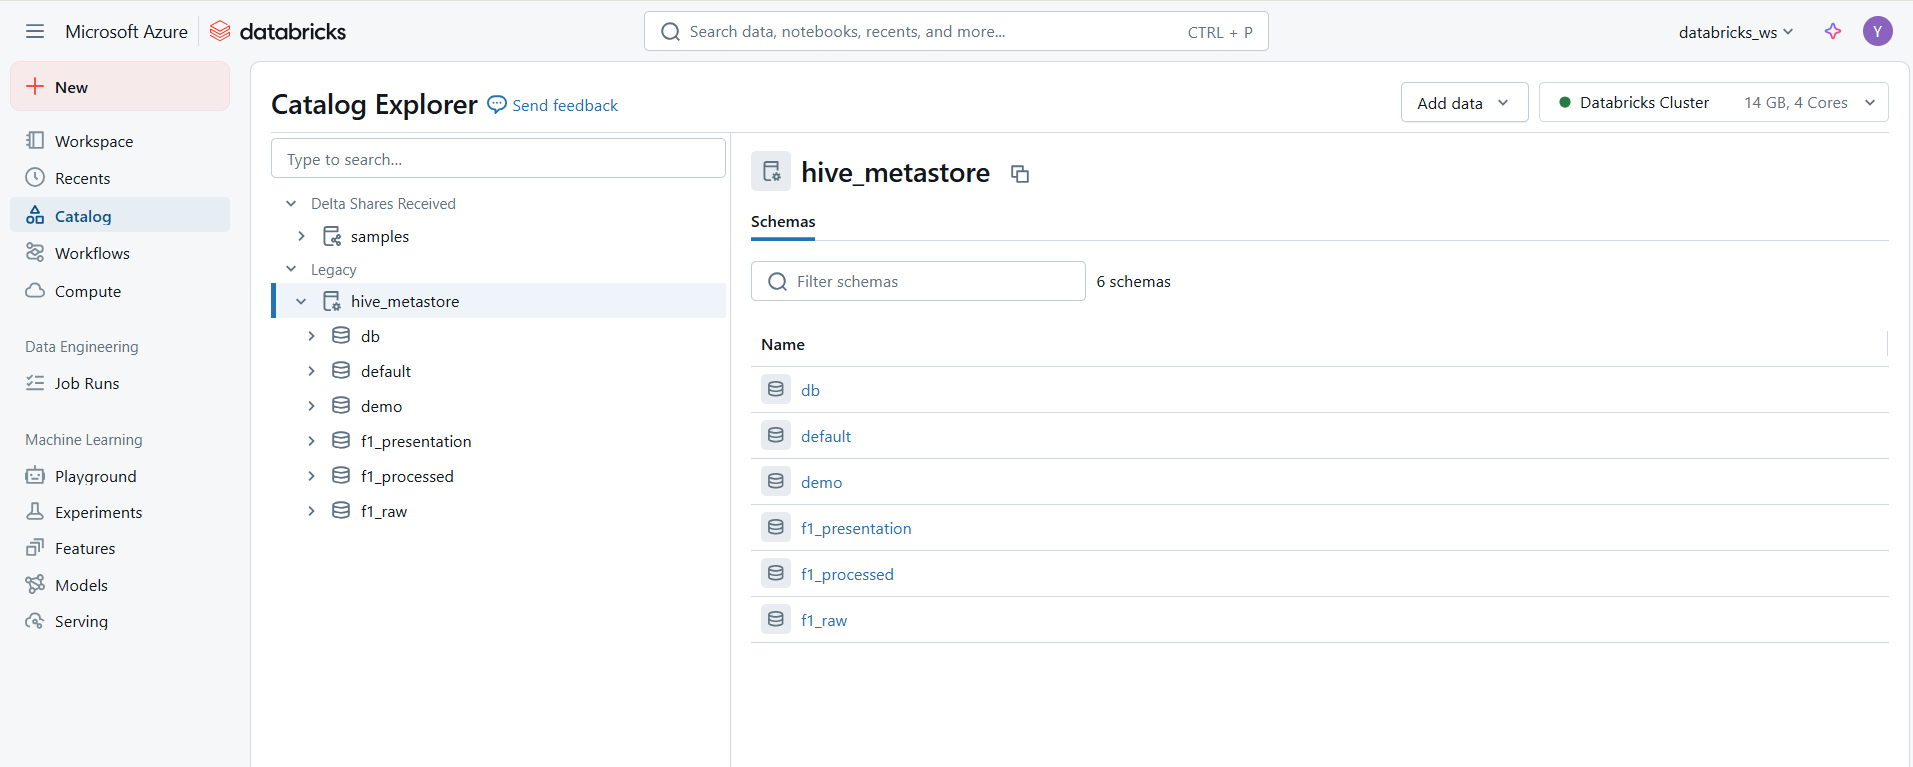 Microsoft Azure databricks
Search data, notebooks, recents, and more... CTRL + P
databricks_ws
Y
New
Workspace
Recents
Catalog
Workflows
Compute
Data Engineering
Job Runs
Machine Learning
Playground
Experiments
Features
Models
Serving
Catalog Explorer Send feedback
Add data
Databricks Cluster 14 GB, 4 Cores
Type to search...
Delta Shares Received
samples
Legacy
hive_metastore
db
default
demo
f1_presentation
f1_processed
f1_raw
hive_metastore
Schemas
Filter schemas 6 schemas
Name
db
default
demo
f1_presentation
f1_processed
f1_raw